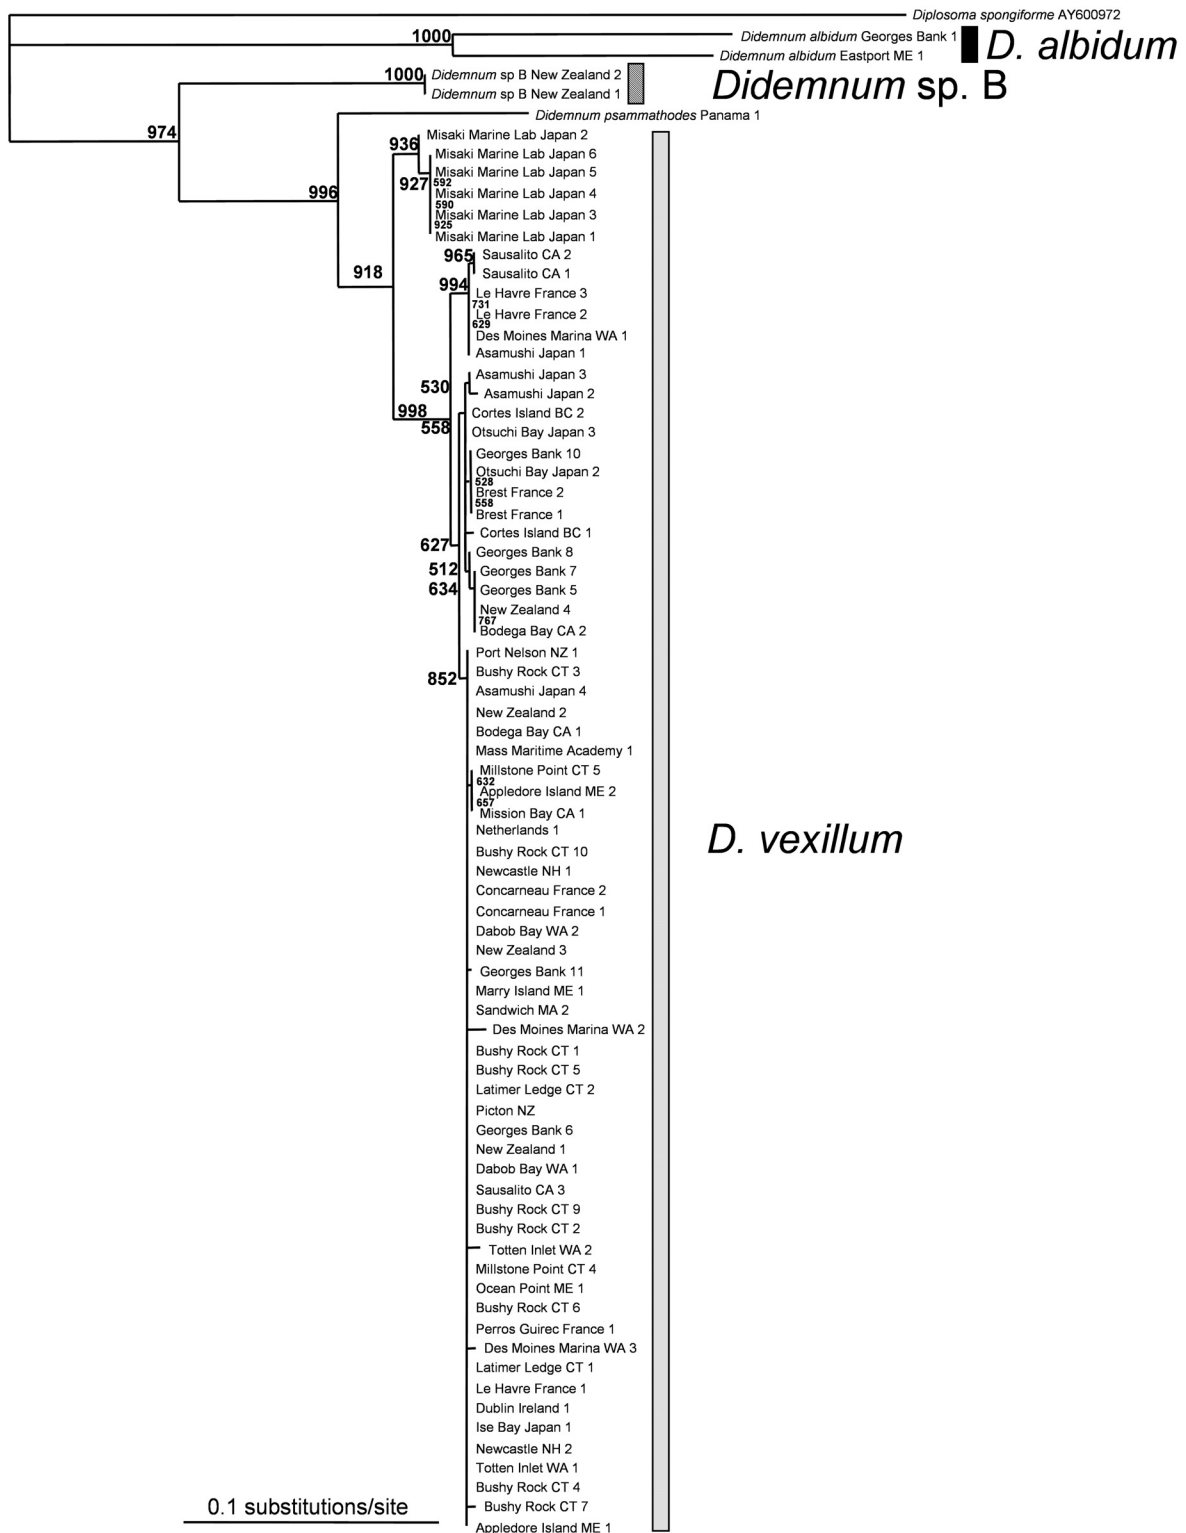 Diplosoma spongiforme AY600972
1000
Didemnum albidum Georges Bank 1
Didemnum albidum Eastport ME 1
D. albidum
1000
Didemnum sp B New Zealand 2
Didemnum sp B New Zealand 1
Didemnum sp. B
Didemnum psammathodes Panama 1
974
Misaki Marine Lab Japan 2
936
Misaki Marine Lab Japan 6
Misaki Marine Lab Japan 5
927
592
Misaki Marine Lab Japan 4
996
590
Misaki Marine Lab Japan 3
925
Misaki Marine Lab Japan 1
965
Sausalito CA 2
918
Sausalito CA 1
994
Le Havre France 3
731
Le Havre France 2
629
Des Moines Marina WA 1
Asamushi Japan 1
Asamushi Japan 3
530
Asamushi Japan 2
998
Cortes Island BC 2
558
Otsuchi Bay Japan 3
Georges Bank 10
Otsuchi Bay Japan 2
528
Brest France 2
558
Brest France 1
Cortes Island BC 1
627
Georges Bank 8
512
Georges Bank 7
634
Georges Bank 5
New Zealand 4
767
Bodega Bay CA 2
Port Nelson NZ 1
Bushy Rock CT 3
852
Asamushi Japan 4
New Zealand 2
Bodega Bay CA 1
Mass Maritime Academy 1
Millstone Point CT 5
632
Appledore Island ME 2
657
Mission Bay CA 1
Netherlands 1
D. vexillum
Bushy Rock CT 10
Newcastle NH 1
Concarneau France 2
Concarneau France 1
Dabob Bay WA 2
New Zealand 3
Georges Bank 11
Marry Island ME 1
Sandwich MA 2
Des Moines Marina WA 2
Bushy Rock CT 1
Bushy Rock CT 5
Latimer Ledge CT 2
Picton NZ
Georges Bank 6
New Zealand 1
Dabob Bay WA 1
Sausalito CA 3
Bushy Rock CT 9
Bushy Rock CT 2
Totten Inlet WA 2
Millstone Point CT 4
Ocean Point ME 1
Bushy Rock CT 6
Perros Guirec France 1
Des Moines Marina WA 3
Latimer Ledge CT 1
Le Havre France 1
Dublin Ireland 1
Ise Bay Japan 1
Newcastle NH 2
Totten Inlet WA 1
Bushy Rock CT 4
Bushy Rock CT 7
Appledore Island ME 1
0.1 substitutions/site